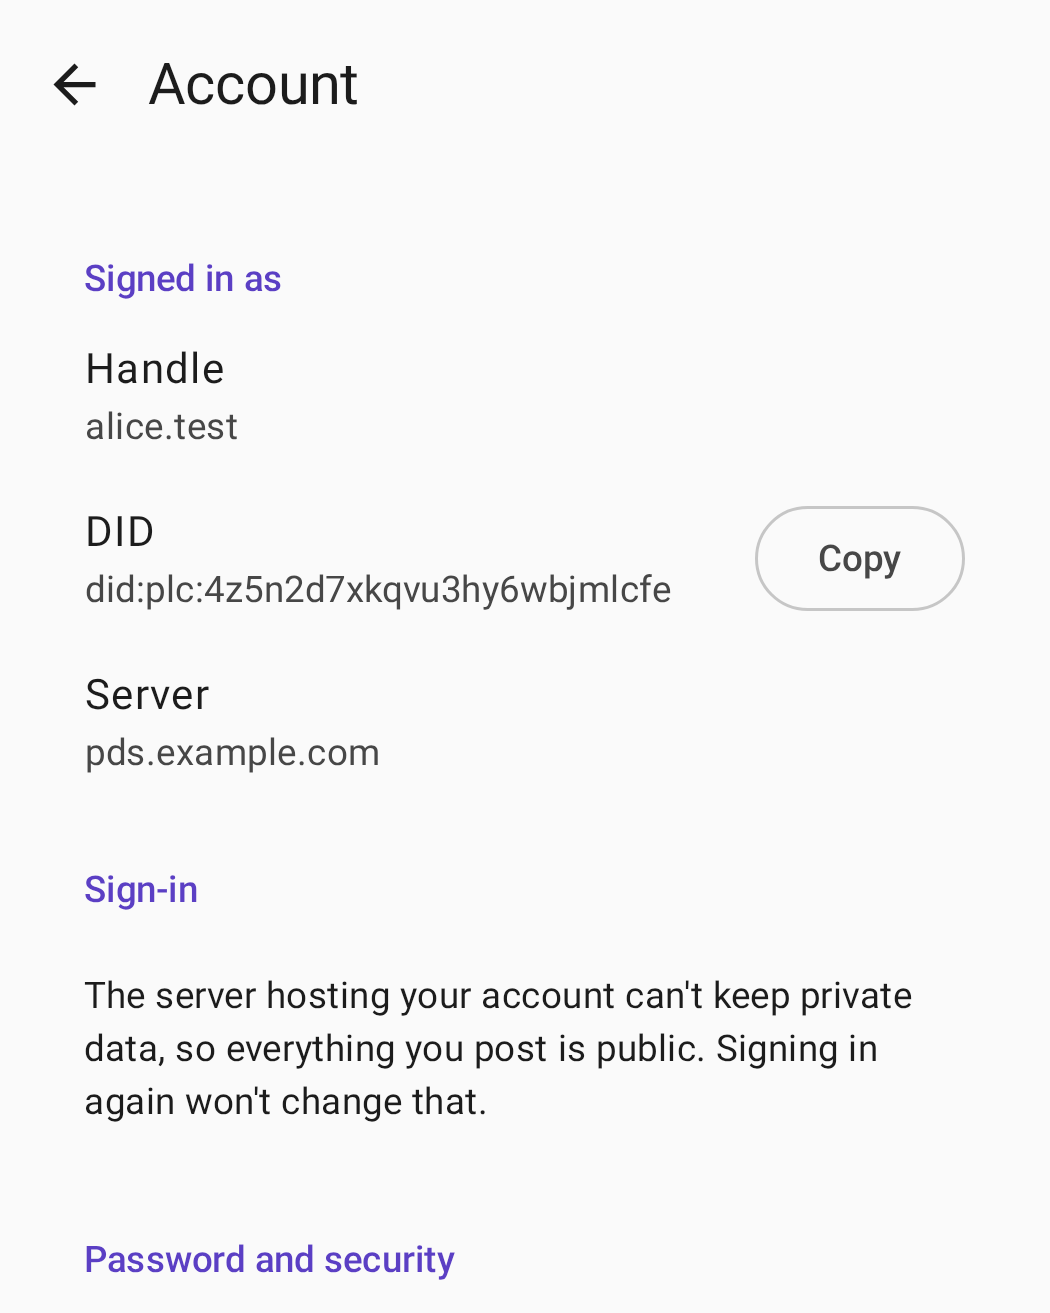 Account
Signed in as
Handle
alice.test
DID
did:plc:4z5n2d7xkqvu3hy6wbjmlcfe
Copy
Server
pds.example.com
Sign-in
The server hosting your account can't keep private
data, so everything you post is public. Signing in
again won't change that.
Password and security